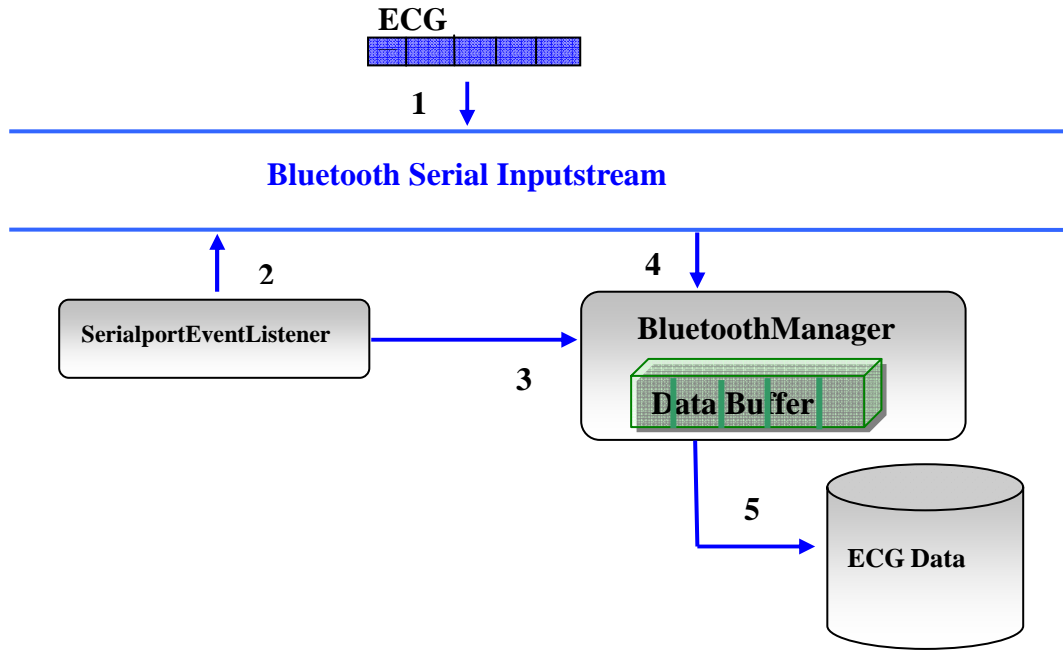 ECG
1
Bluetooth Serial Inputstream
2
4
SerialportEventListener
BluetoothManager
3
Data Buffer
5
ECG Data